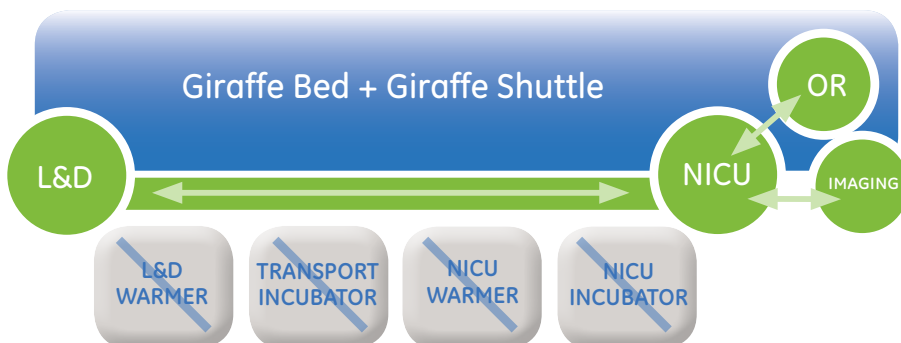 Giraffe Bed + Giraffe Shuttle
OR
L&D
NICU
IMAGING
L&D
WARMER
TRANSPORT
INCUBATOR
NICU
WARMER
NICU
INCUBATOR